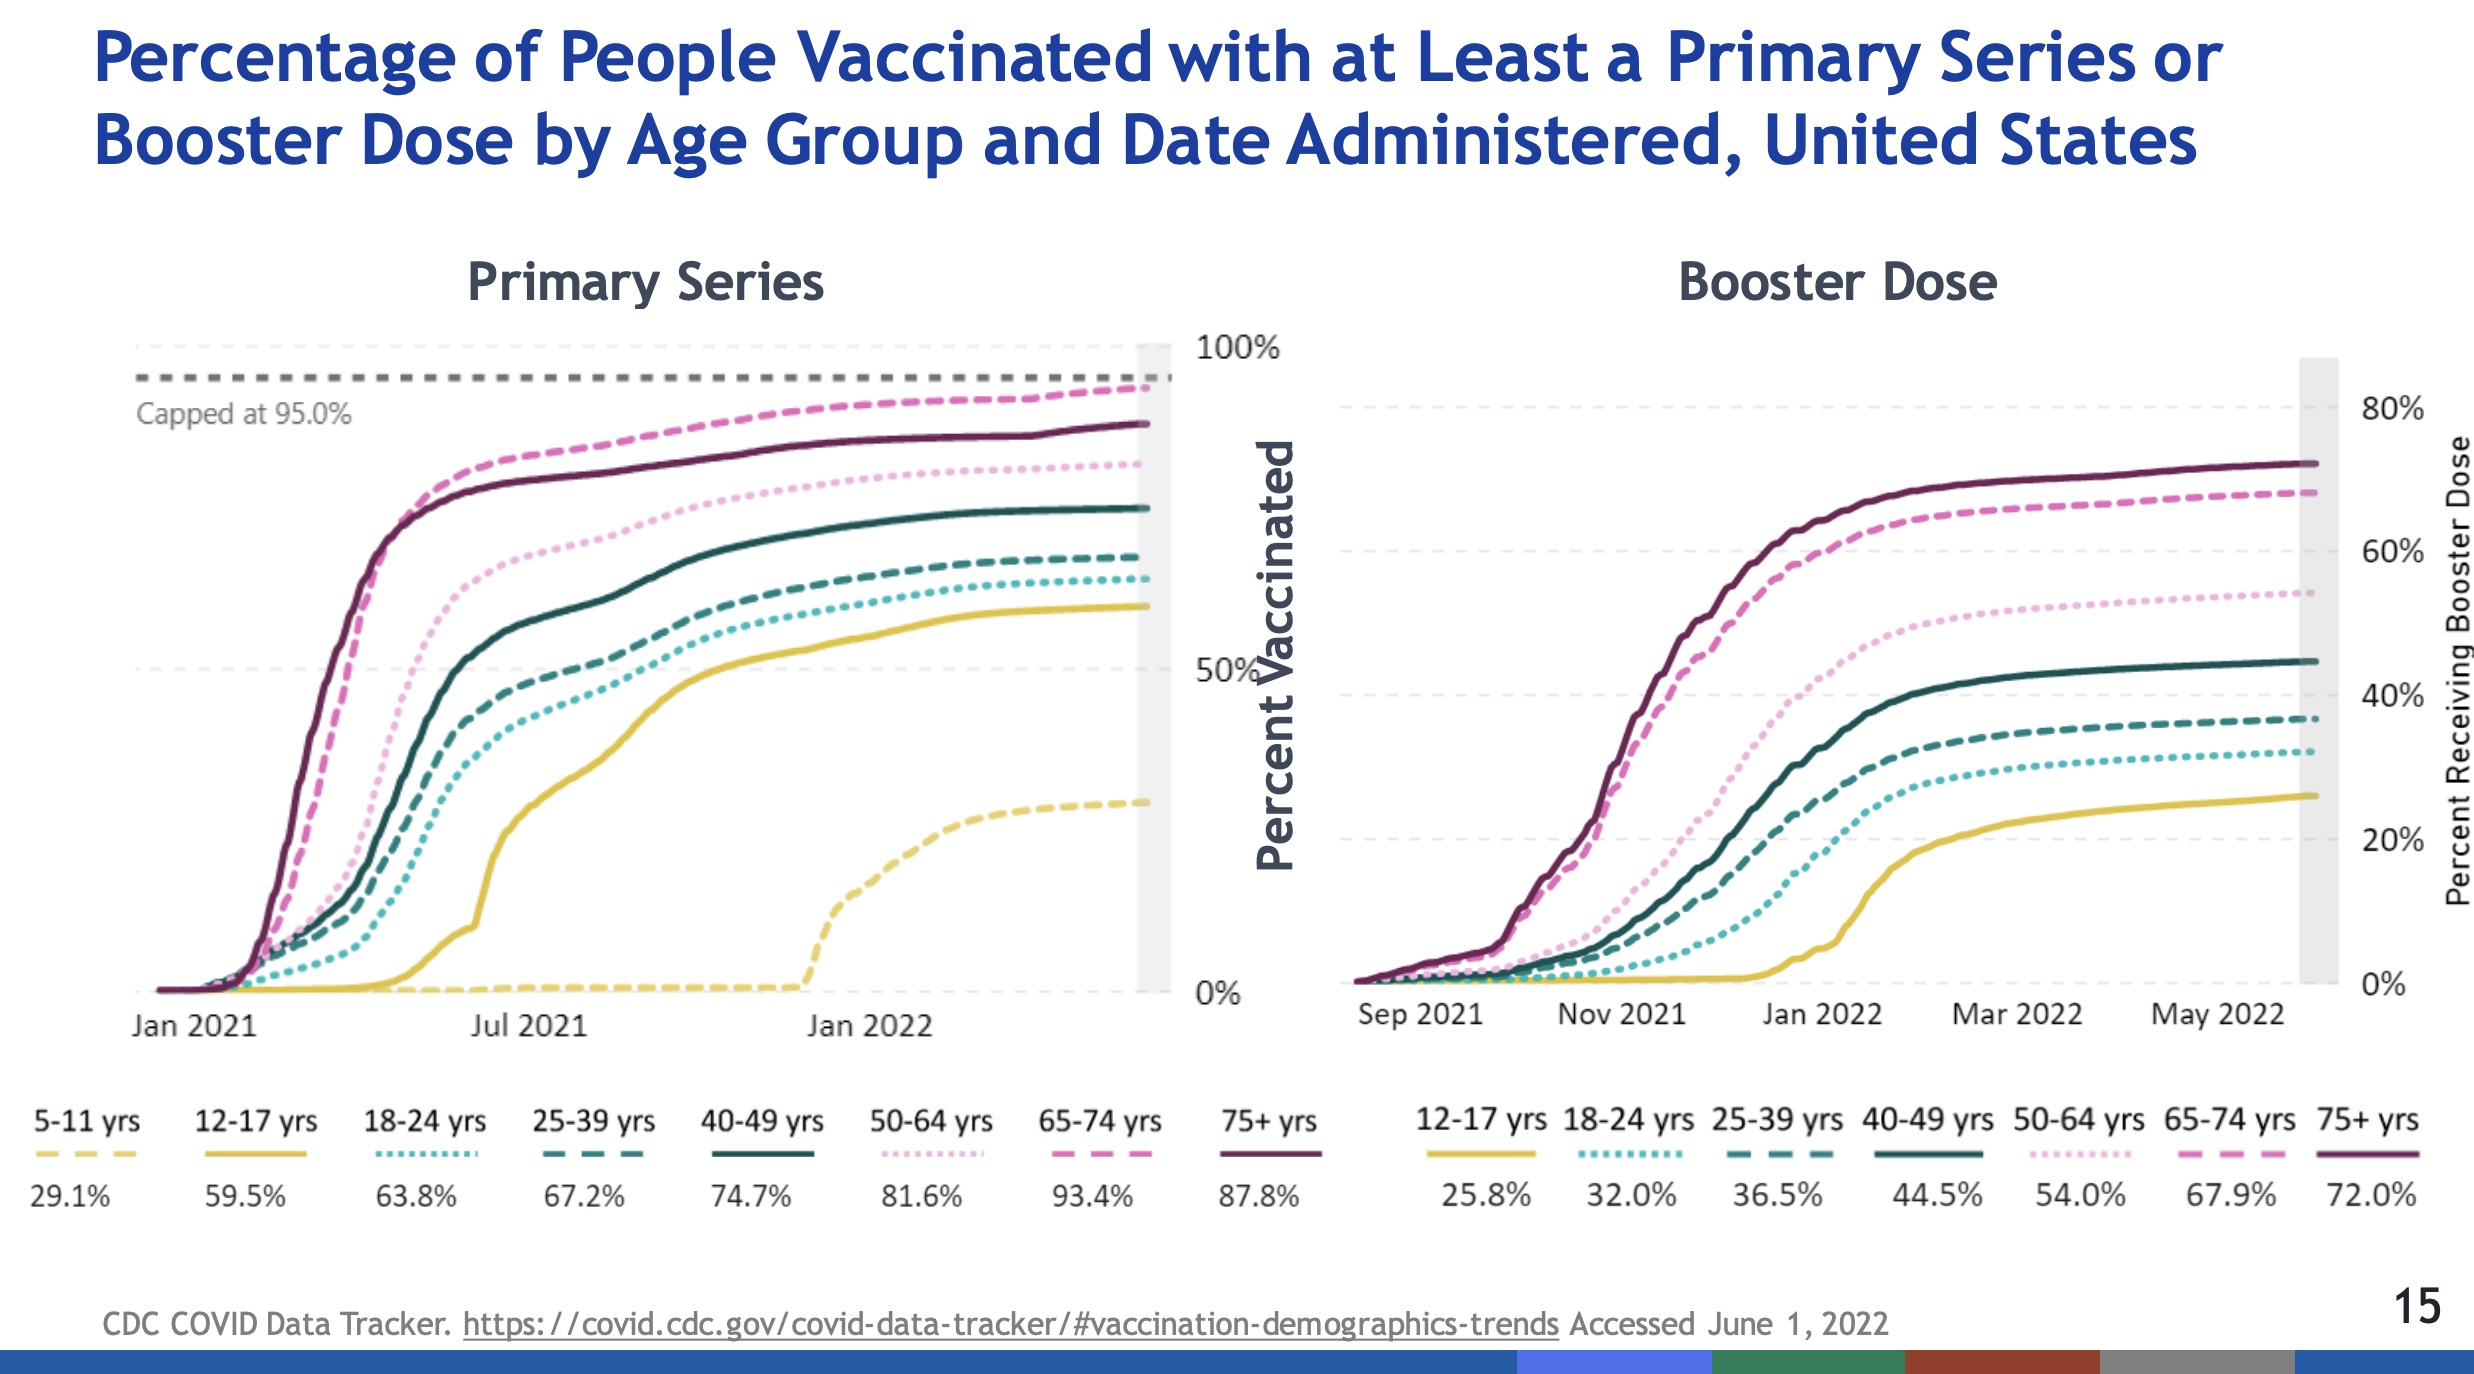 Percentage of People Vaccinated with at Least a Primary Series or
Booster Dose by Age Group and Date Administered, United States
Primary Series
100%
Capped at 95.0%
50%
0%
Percent Vaccinated
Jan 2021 Jul 2021 Jan 2022
5-11 yrs 12-17 yrs 18-24 yrs 25-39 yrs 40-49 yrs 50-64 yrs 65-74 yrs 75+ yrs
29.1% 59.5% 63.8% 67.2% 74.7% 81.6% 93.4% 87.8%
Booster Dose
80%
60%
40%
20%
0%
Percent Receiving Booster Dose
Sep 2021 Nov 2021 Jan 2022 Mar 2022 May 2022
12-17 yrs 18-24 yrs 25-39 yrs 40-49 yrs 50-64 yrs 65-74 yrs 75+ yrs
25.8% 32.0% 36.5% 44.5% 54.0% 67.9% 72.0%
CDC COVID Data Tracker. https://covid.cdc.gov/covid-data-tracker/#vaccination-demographics-trends Accessed June 1, 2022
15